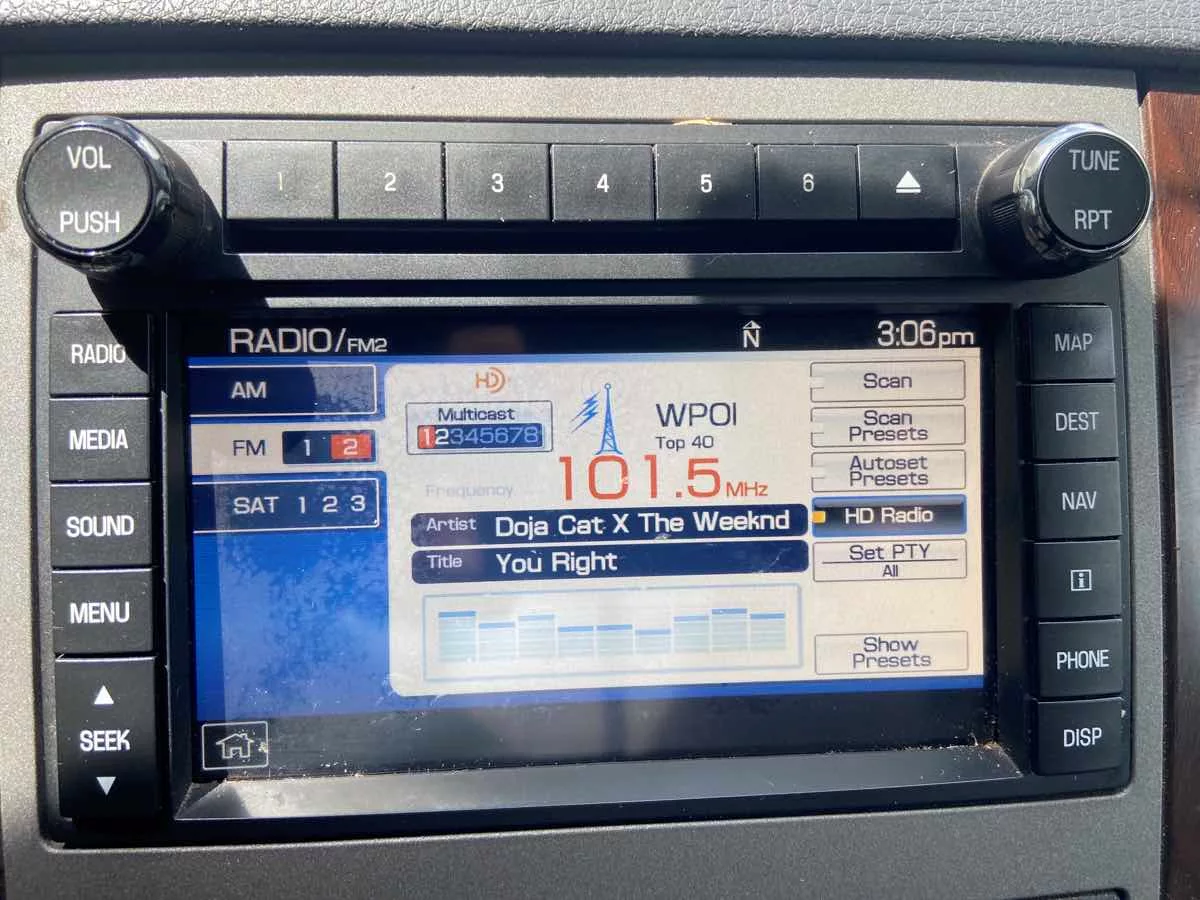 VOL
PUSH
1
2
3
4
5
6
TUNE
RPT
RADIO
MEDIA
SOUND
MENU
SEEK
RADIO/FM2
N
3:06pm
AM
FM 1 2
SAT 1 2 3
HD
Multicast
12345678
WPOI
Top 40
Frequency
101.5 MHz
Artist Doja Cat X The Weeknd
Title You Right
Scan
Scan
Presets
Autoset
Presets
HD Radio
Set PTY
All
Show
Presets
MAP
DEST
NAV
i
PHONE
DISP